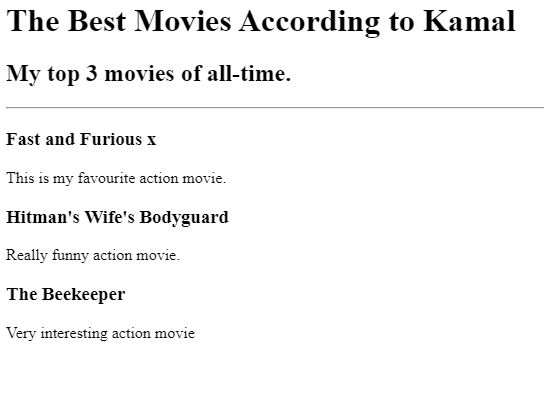 The Best Movies According to Kamal
My top 3 movies of all-time.
Fast and Furious x
This is my favourite action movie.
Hitman's Wife's Bodyguard
Really funny action movie.
The Beekeeper
Very interesting action movie